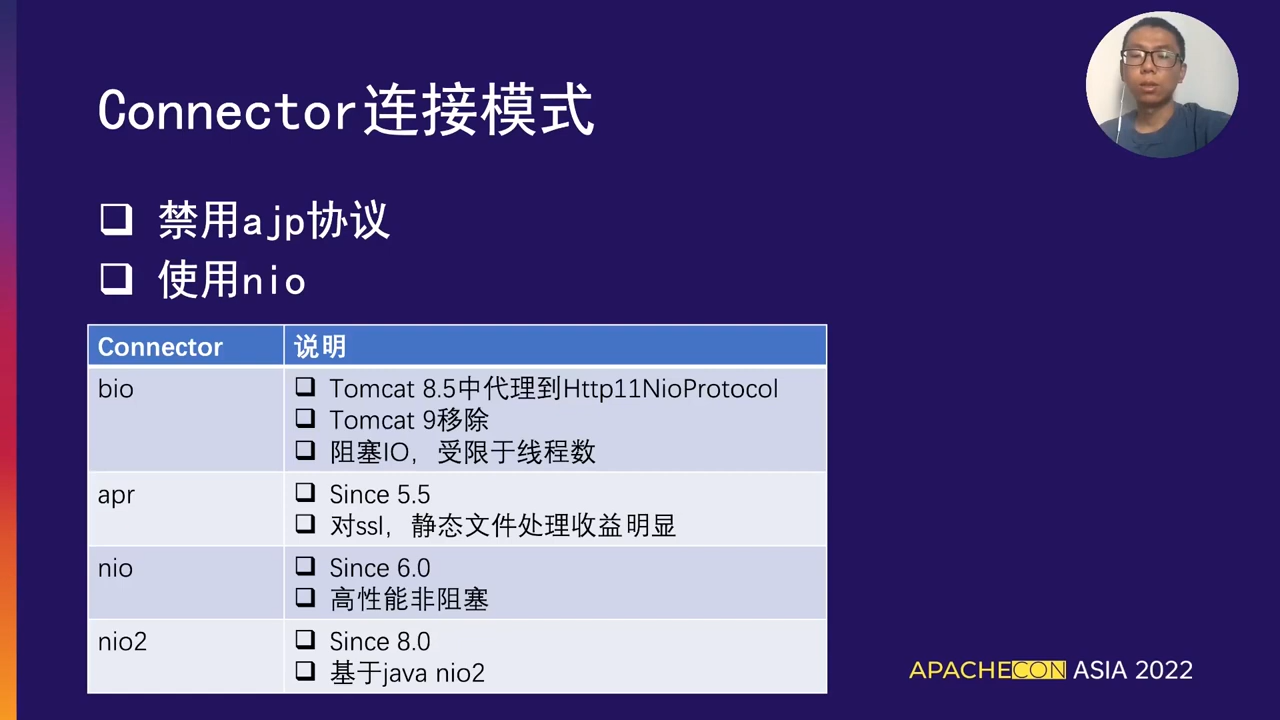 Connector连接模式
禁用ajp协议
使用nio
Connector 说明
bio
Tomcat 8.5中代理到Http11NioProtocol
Tomcat 9移除
阻塞IO，受限于线程数
apr
Since 5.5
对ssl，静态文件处理收益明显
nio
Since 6.0
高性能非阻塞
nio2
Since 8.0
基于java nio2
APACHECON ASIA 2022